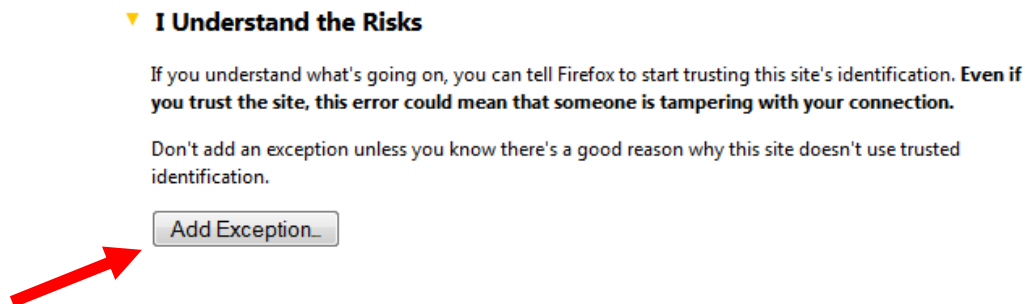 I Understand the Risks
If you understand what's going on, you can tell Firefox to start trusting this site's identification. Even if
you trust the site, this error could mean that someone is tampering with your connection.
Don't add an exception unless you know there's a good reason why this site doesn't use trusted
identification.
Add Exception...